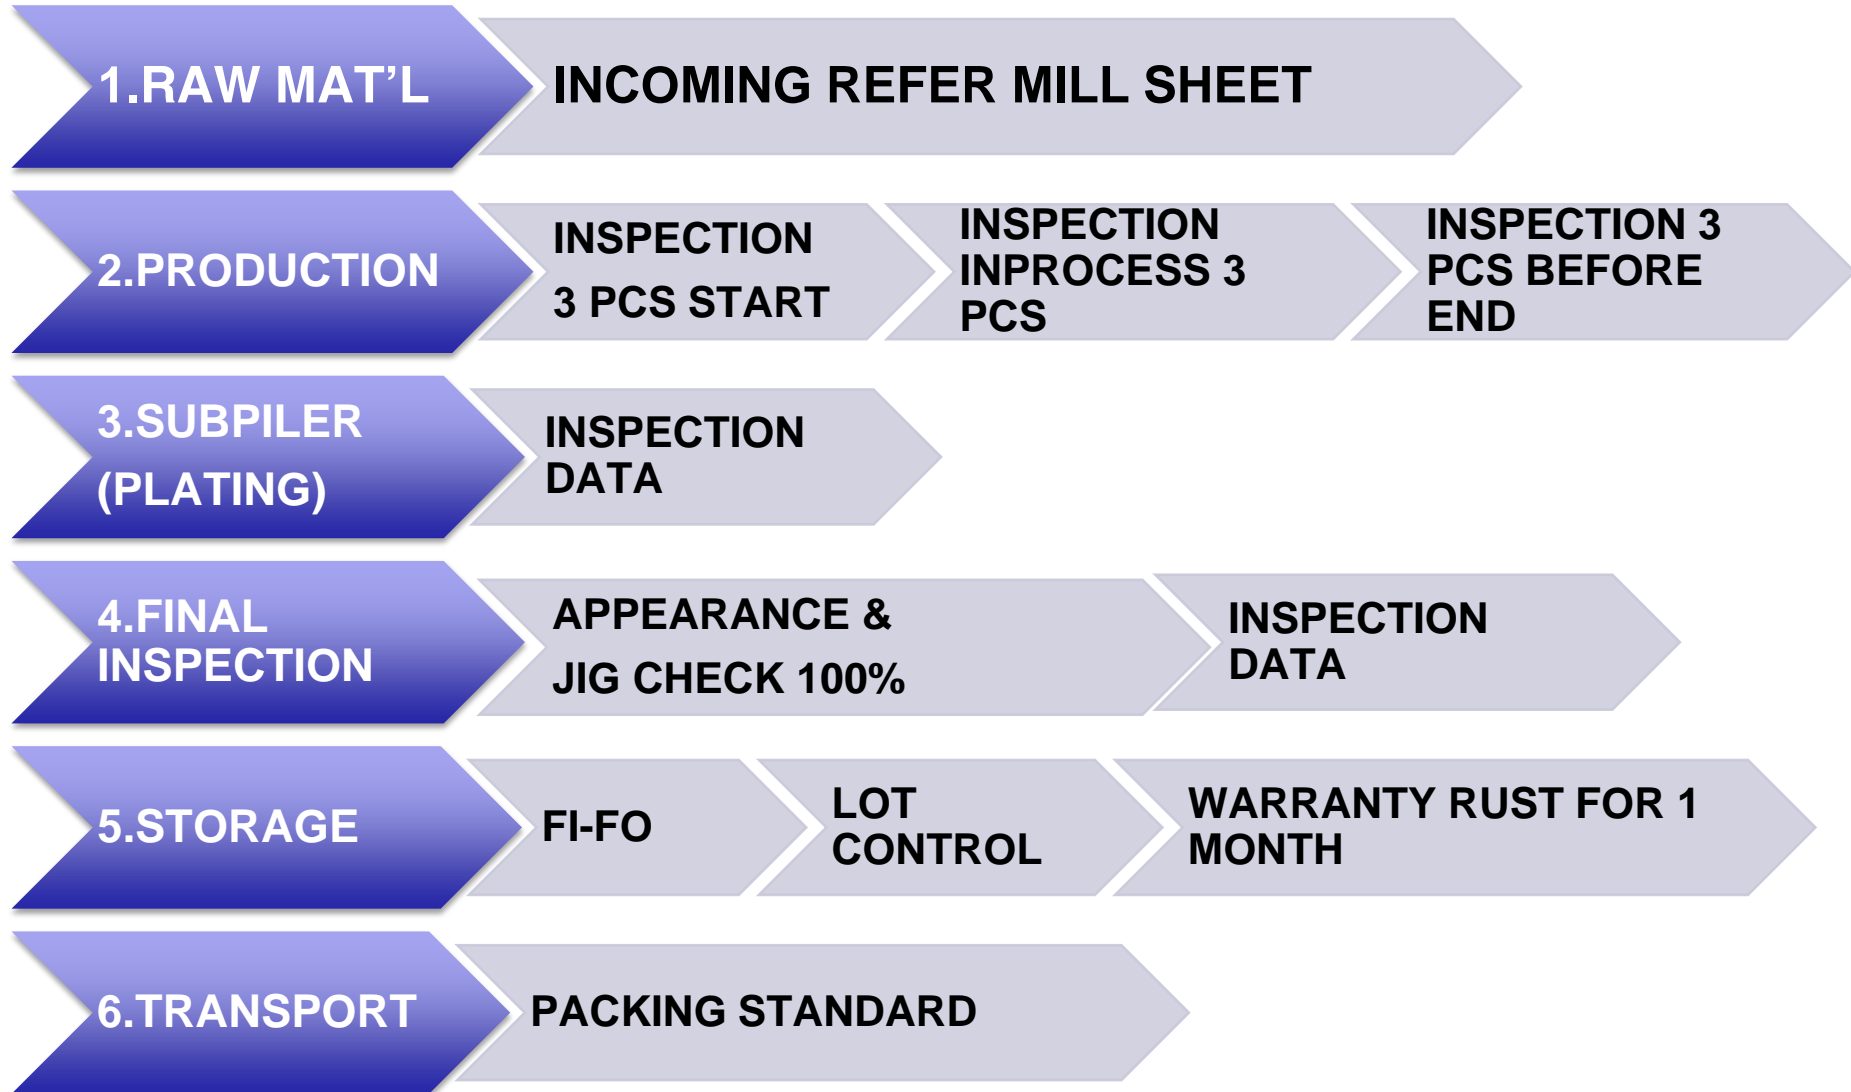 1.RAW MAT’L
INCOMING REFER MILL SHEET
2.PRODUCTION
INSPECTION
3 PCS START
INSPECTION
INPROCESS 3
PCS
INSPECTION 3
PCS BEFORE
END
3.SUBPILER
(PLATING)
INSPECTION
DATA
4.FINAL
INSPECTION
APPEARANCE &
JIG CHECK 100%
INSPECTION
DATA
5.STORAGE
FI-FO
LOT
CONTROL
WARRANTY RUST FOR 1
MONTH
6.TRANSPORT
PACKING STANDARD